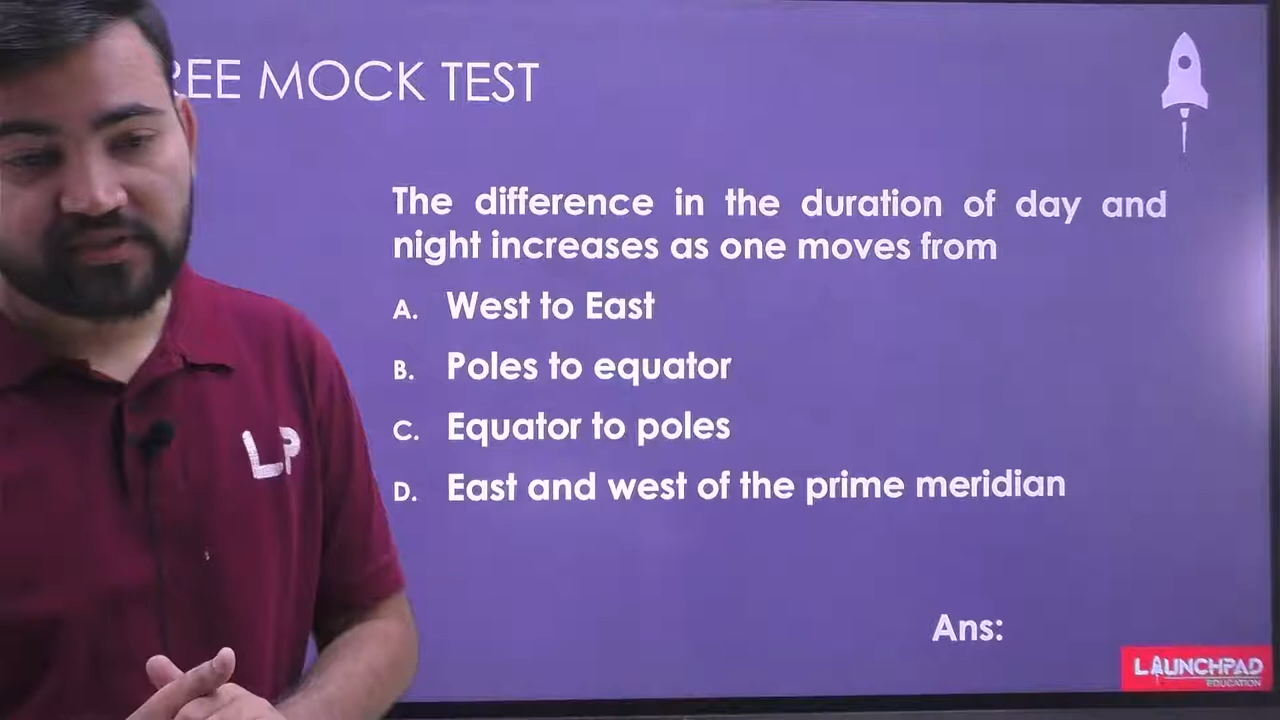 REE MOCK TEST
The difference in the duration of day and
night increases as one moves from
A. West to East
B. Poles to equator
C. Equator to poles
D. East and west of the prime meridian
LP
Ans:
LAUNCHPAD
EDUCATION